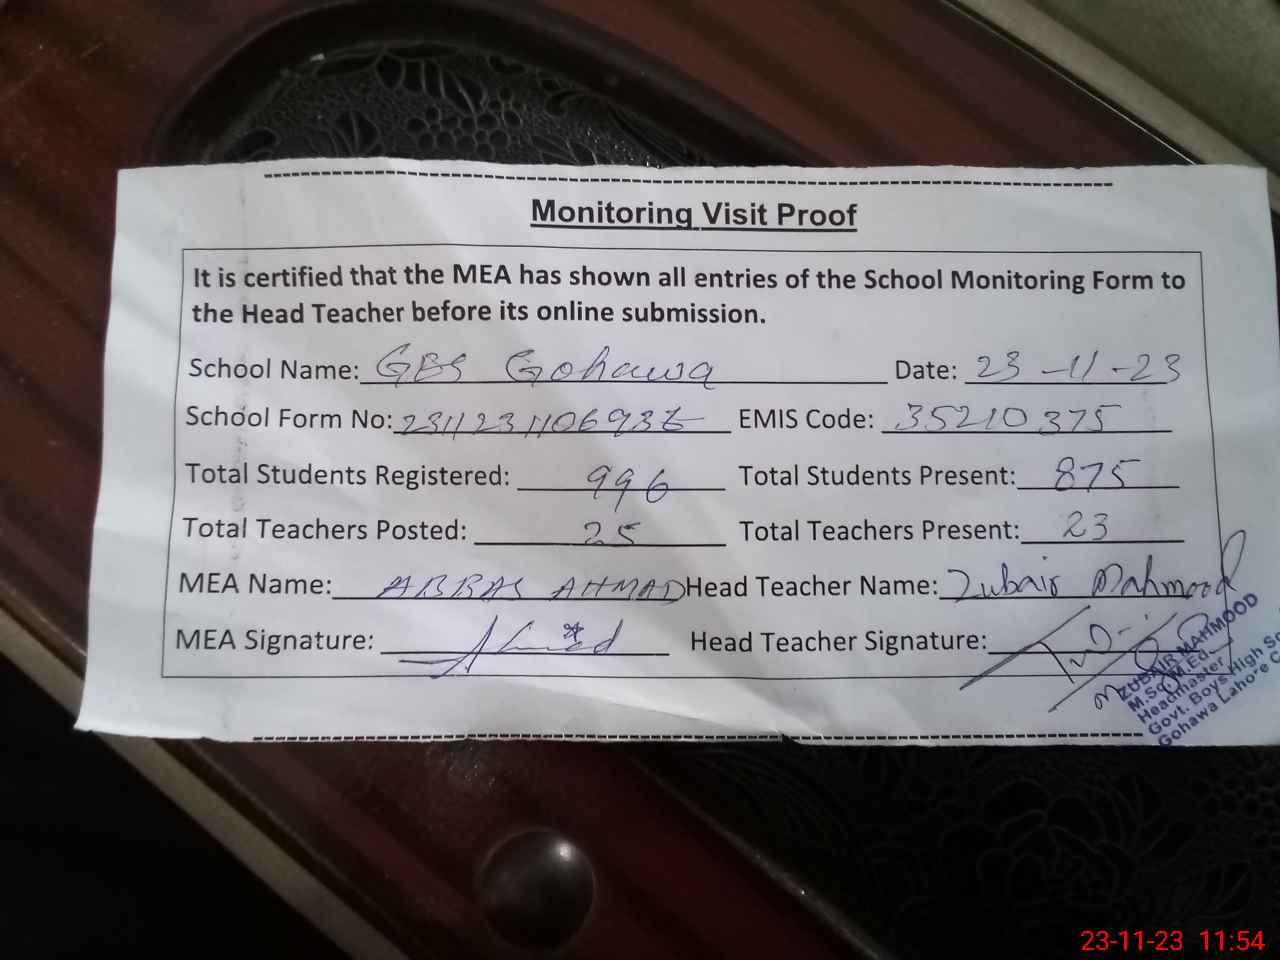 Monitoring Visit Proof
It is certified that the MEA has shown all entries of the School Monitoring Form to
the Head Teacher before its online submission.
School Name: GBS Gohawa Date: 23-11-23
School Form No: EMIS Code: 35210375
Total Students Registered: 996 Total Students Present: 875
Total Teachers Posted: 25 Total Teachers Present: 23
MEA Name: ABBAS AHMAD Head Teacher Name: Zubair Mahmood
MEA Signature: Head Teacher Signature:
ZUBAIR MAHMOOD
M.Sc. M.Ed.
Headmaster
Govt. Boys High
Gohawa Lahore
23-11-23 11:54